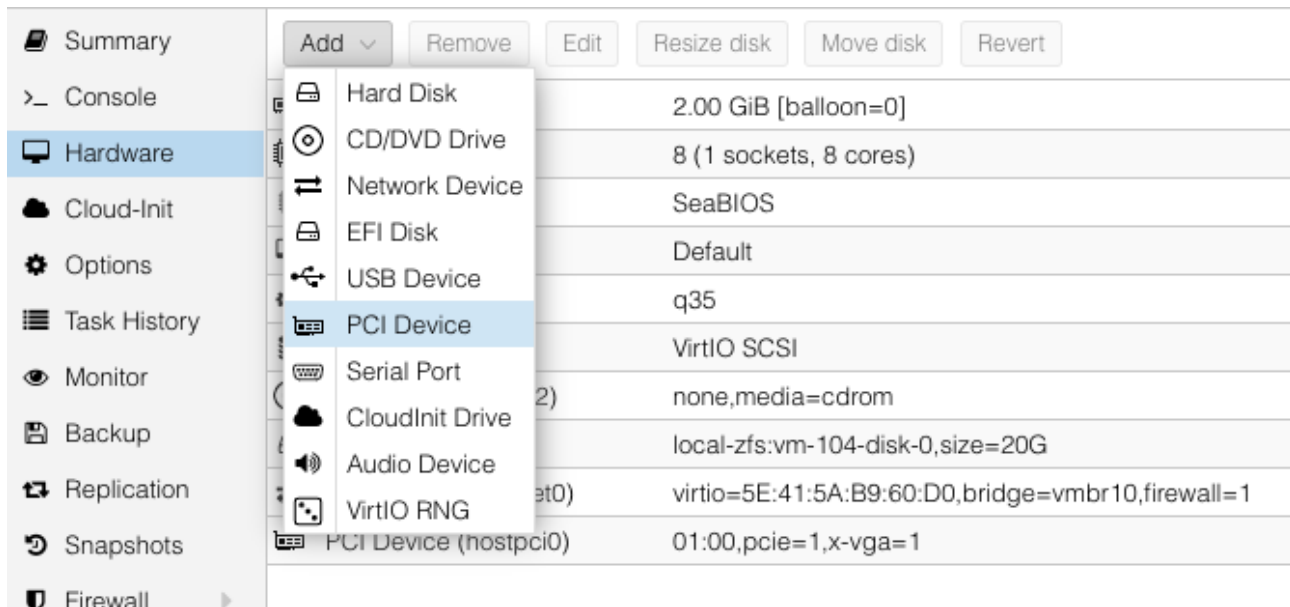 Summary
Console
Hardware
Cloud-Init
Options
Task History
Monitor
Backup
Replication
Snapshots
Firewall
Add Remove Edit Resize disk Move disk Revert
Hard Disk
CD/DVD Drive
Network Device
EFI Disk
USB Device
PCI Device
Serial Port
CloudInit Drive
Audio Device
VirtIO RNG
2.00 GiB [balloon=0]
8 (1 sockets, 8 cores)
SeaBIOS
Default
q35
VirtIO SCSI
2) none,media=cdrom
local-zfs:vm-104-disk-0,size=20G
et0) virtio=5E:41:5A:B9:60:D0,bridge=vmbr10,firewall=1
PCI Device (hostpci0) 01:00,pcie=1,x-vga=1